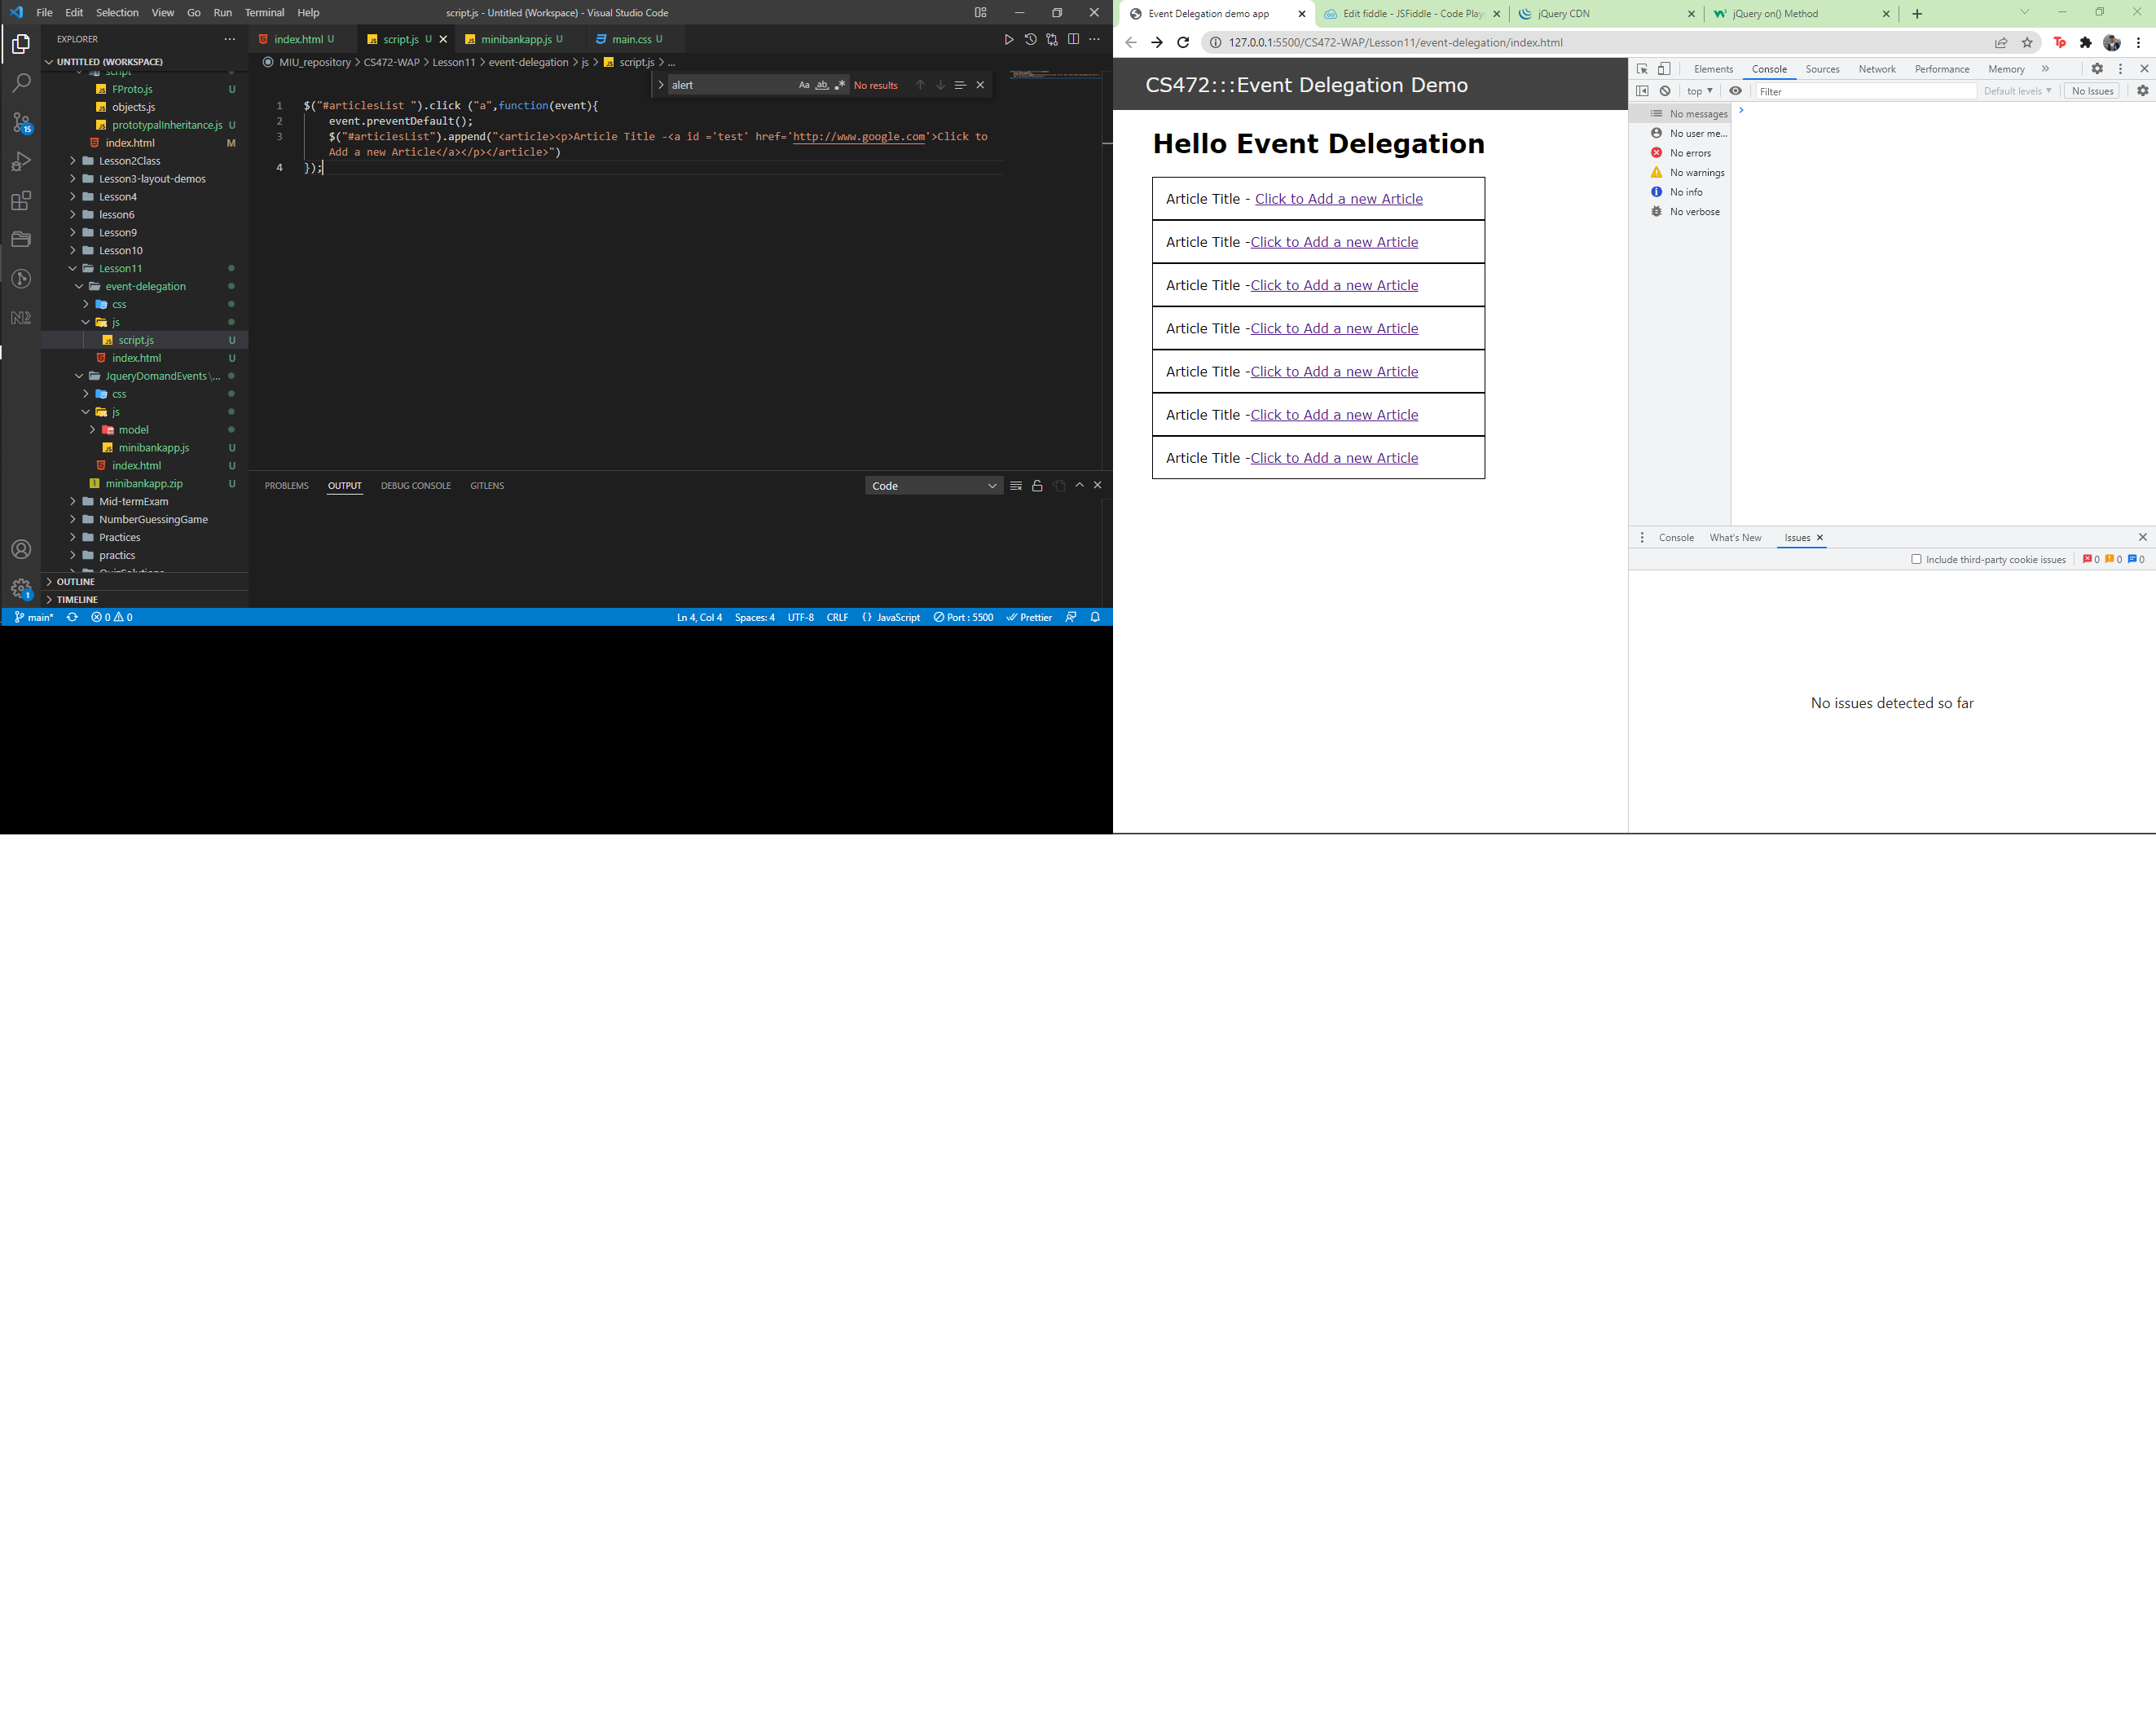 File Edit Selection View Go Run Terminal Help
script.js - Untitled (Workspace) - Visual Studio Code
EXPLORER
UNTITLED (WORKSPACE)
script
FProto.js U
objects.js
prototypalInheritance.js U
index.html M
Lesson2Class
Lesson3-layout-demos
Lesson4
lesson6
Lesson9
Lesson10
Lesson11
event-delegation
css
js
script.js U
index.html U
JqueryDomandEvents\...
css
js
model
minibankapp.js U
index.html U
minibankapp.zip U
Mid-termExam
NumberGuessingGame
Practices
practics
QuizSolutions
OUTLINE
TIMELINE
15
1
index.html U
script.js U
minibankapp.js U
main.css U
MIU_repository > CS472-WAP > Lesson11 > event-delegation > js > script.js > ...
alert Aa ab No results
1 $("#articlesList ").click ("a",function(event){
2 event.preventDefault();
3 $("#articlesList").append("<article><p>Article Title -<a id ='test' href='http://www.google.com'>Click to
Add a new Article</a></p></article>")
4 });
PROBLEMS OUTPUT DEBUG CONSOLE GITLENS
Code
main* 0 0
Ln 4, Col 4 Spaces: 4 UTF-8 CRLF {} JavaScript Port : 5500 Prettier
Event Delegation demo app
Edit fiddle - JSFiddle - Code Play
jQuery CDN
jQuery on() Method
127.0.0.1:5500/CS472-WAP/Lesson11/event-delegation/index.html
CS472:::Event Delegation Demo
Hello Event Delegation
Article Title - Click to Add a new Article
Article Title -Click to Add a new Article
Article Title -Click to Add a new Article
Article Title -Click to Add a new Article
Article Title -Click to Add a new Article
Article Title -Click to Add a new Article
Article Title -Click to Add a new Article
Elements Console Sources Network Performance Memory
top Filter Default levels No Issues
No messages
No user me...
No errors
No warnings
No info
No verbose
Console What's New Issues
Include third-party cookie issues 0 0 0
No issues detected so far